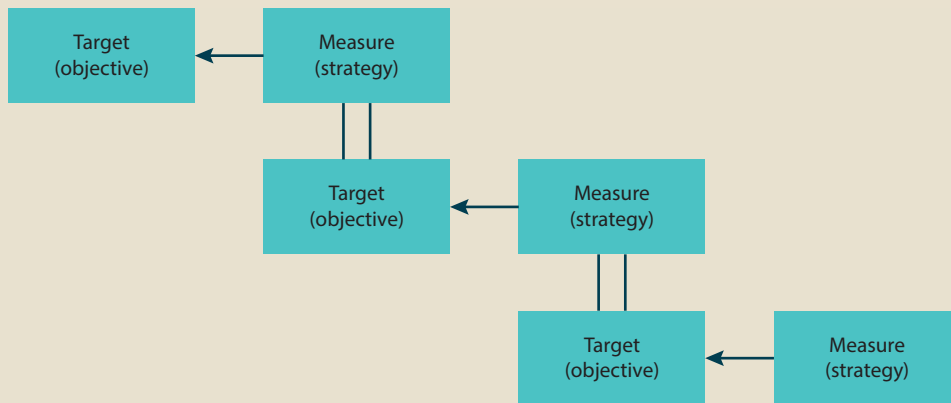 Target
(objective)
Measure
(strategy)
Target
(objective)
Measure
(strategy)
Target
(objective)
Measure
(strategy)